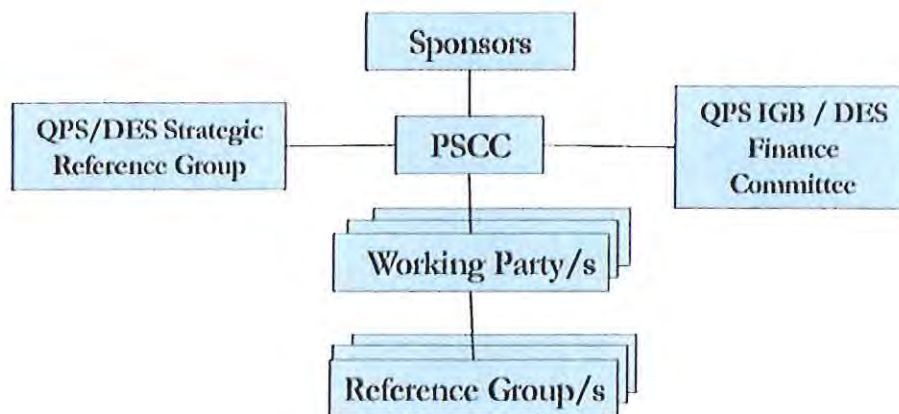 Sponsors
QPS/DES Strategic
Reference Group
PSCC
QPS IGB / DES
Finance
Committee
Working Party/s
Reference Group/s